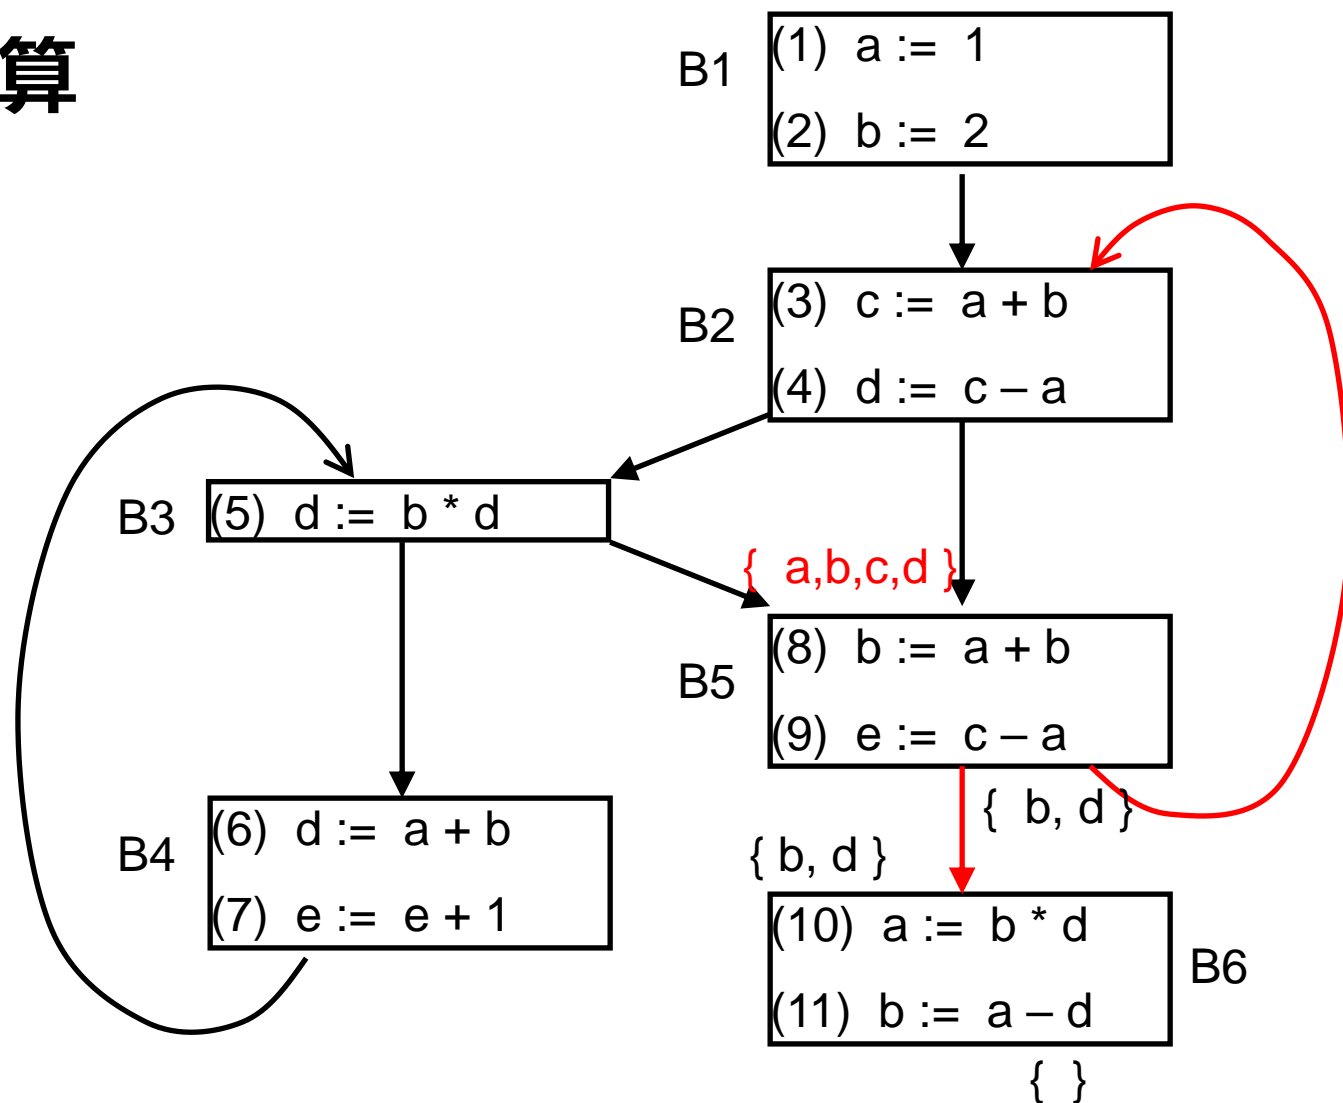 算
B1
(1) a := 1
(2) b := 2
B2
(3) c := a + b
(4) d := c – a
B3
(5) d := b * d
{ a,b,c,d }
B5
(8) b := a + b
(9) e := c – a
{ b, d }
B4
(6) d := a + b
(7) e := e + 1
{ b, d }
(10) a := b * d
(11) b := a – d
B6
{ }